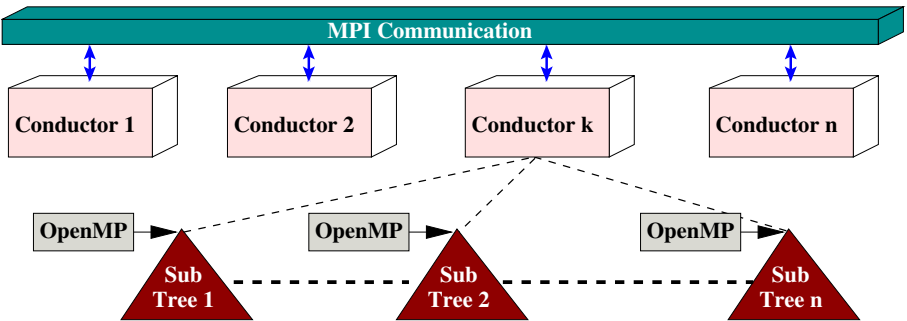 MPI Communication
Conductor 1
Conductor 2
Conductor k
Conductor n
OpenMP
OpenMP
OpenMP
Sub
Tree 1
Sub
Tree 2
Sub
Tree n